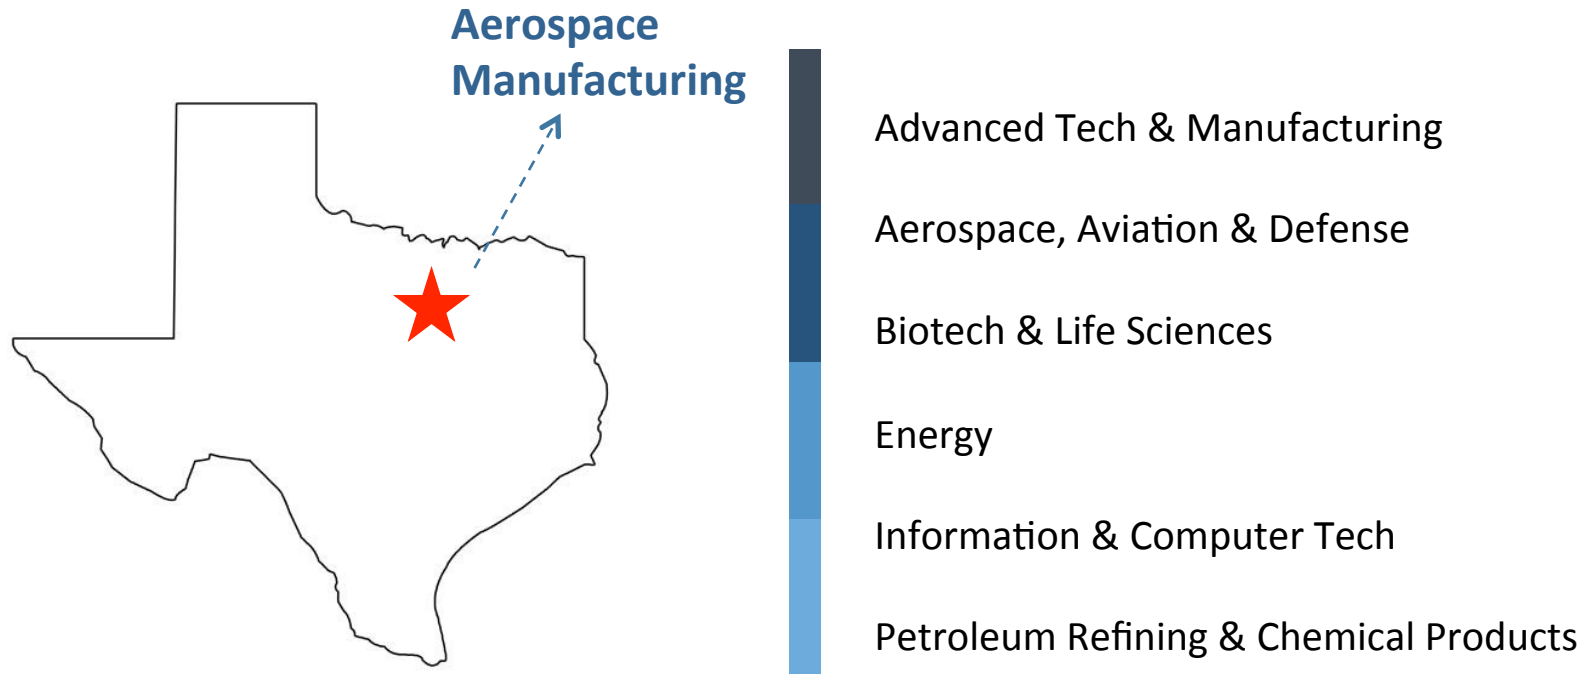 Aerospace
Manufacturing
Advanced Tech & Manufacturing
Aerospace, Aviation & Defense
Biotech & Life Sciences
Energy
Information & Computer Tech
Petroleum Refining & Chemical Products